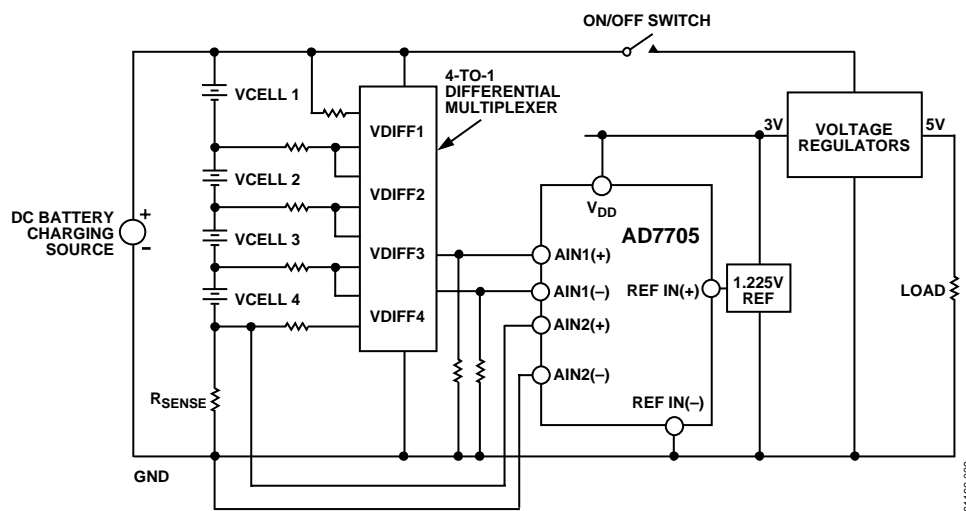 ON/OFF SWITCH
4-TO-1
DIFFERENTIAL
MULTIPLEXER
VCELL 1
VDIFF1
3V
VOLTAGE
REGULATORS
5V
VCELL 2
VDIFF2
VDD
DC BATTERY
CHARGING
SOURCE
+
–
AD7705
VCELL 3
VDIFF3
AIN1(+)
VCELL 4
AIN1(–)
REF IN(+)
1.225V
REF
LOAD
VDIFF4
AIN2(+)
AIN2(–)
RSENSE
REF IN(–)
GND